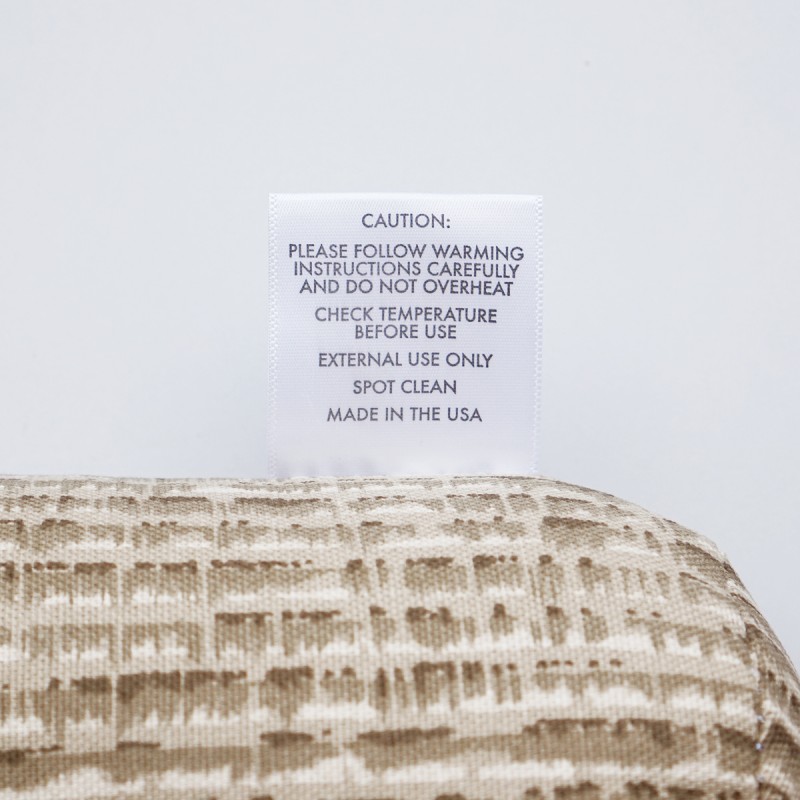 CAUTION:
PLEASE FOLLOW WARMING
INSTRUCTIONS CAREFULLY
AND DO NOT OVERHEAT
CHECK TEMPERATURE
BEFORE USE
EXTERNAL USE ONLY
SPOT CLEAN
MADE IN THE USA